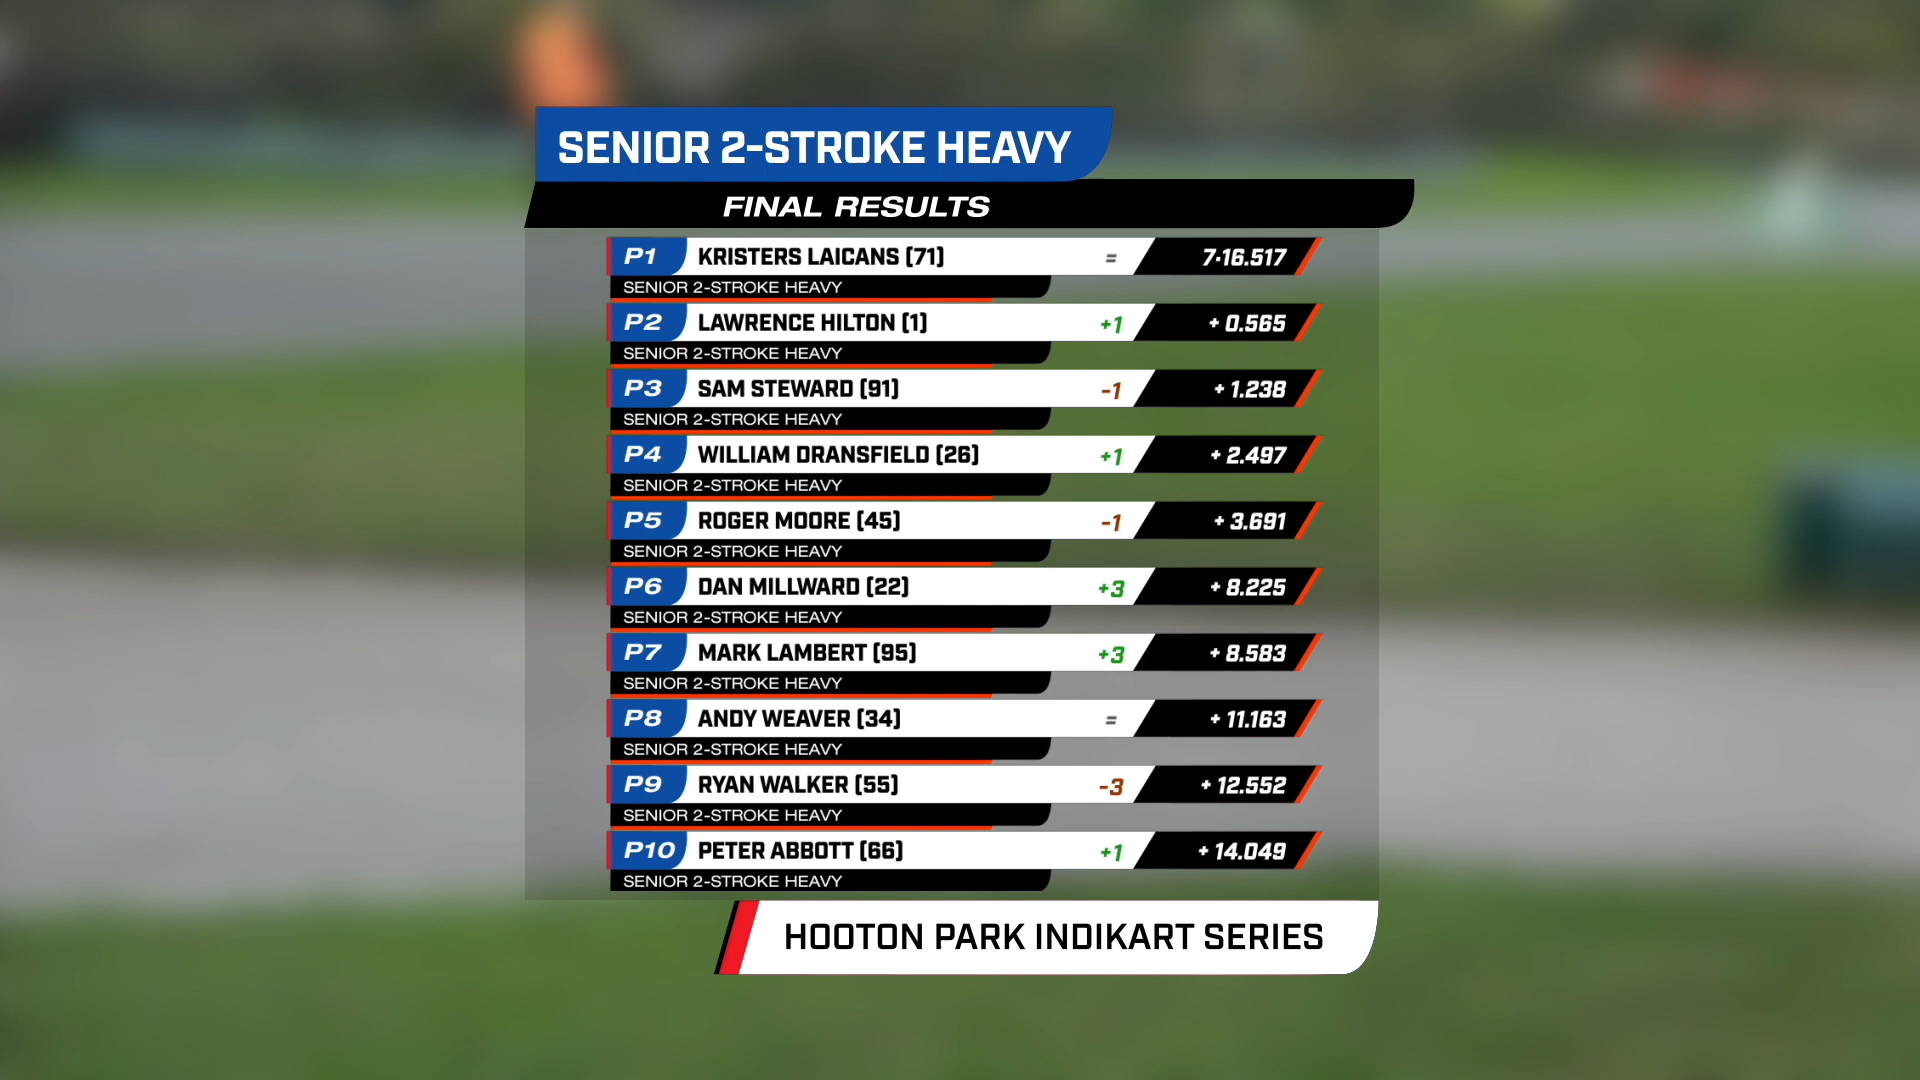 SENIOR 2-STROKE HEAVY
FINAL RESULTS
P1 KRISTERS LAICANS (71) = 7·16.517
SENIOR 2-STROKE HEAVY
P2 LAWRENCE HILTON (1) +1 + 0.565
SENIOR 2-STROKE HEAVY
P3 SAM STEWARD (91) -1 + 1.238
SENIOR 2-STROKE HEAVY
P4 WILLIAM DRANSFIELD (26) +1 + 2.497
SENIOR 2-STROKE HEAVY
P5 ROGER MOORE (45) -1 + 3.691
SENIOR 2-STROKE HEAVY
P6 DAN MILLWARD (22) +3 + 8.225
SENIOR 2-STROKE HEAVY
P7 MARK LAMBERT (95) +3 + 8.583
SENIOR 2-STROKE HEAVY
P8 ANDY WEAVER (34) = + 11.163
SENIOR 2-STROKE HEAVY
P9 RYAN WALKER (55) -3 + 12.552
SENIOR 2-STROKE HEAVY
P10 PETER ABBOTT (66) +1 + 14.049
SENIOR 2-STROKE HEAVY
HOOTON PARK INDIKART SERIES